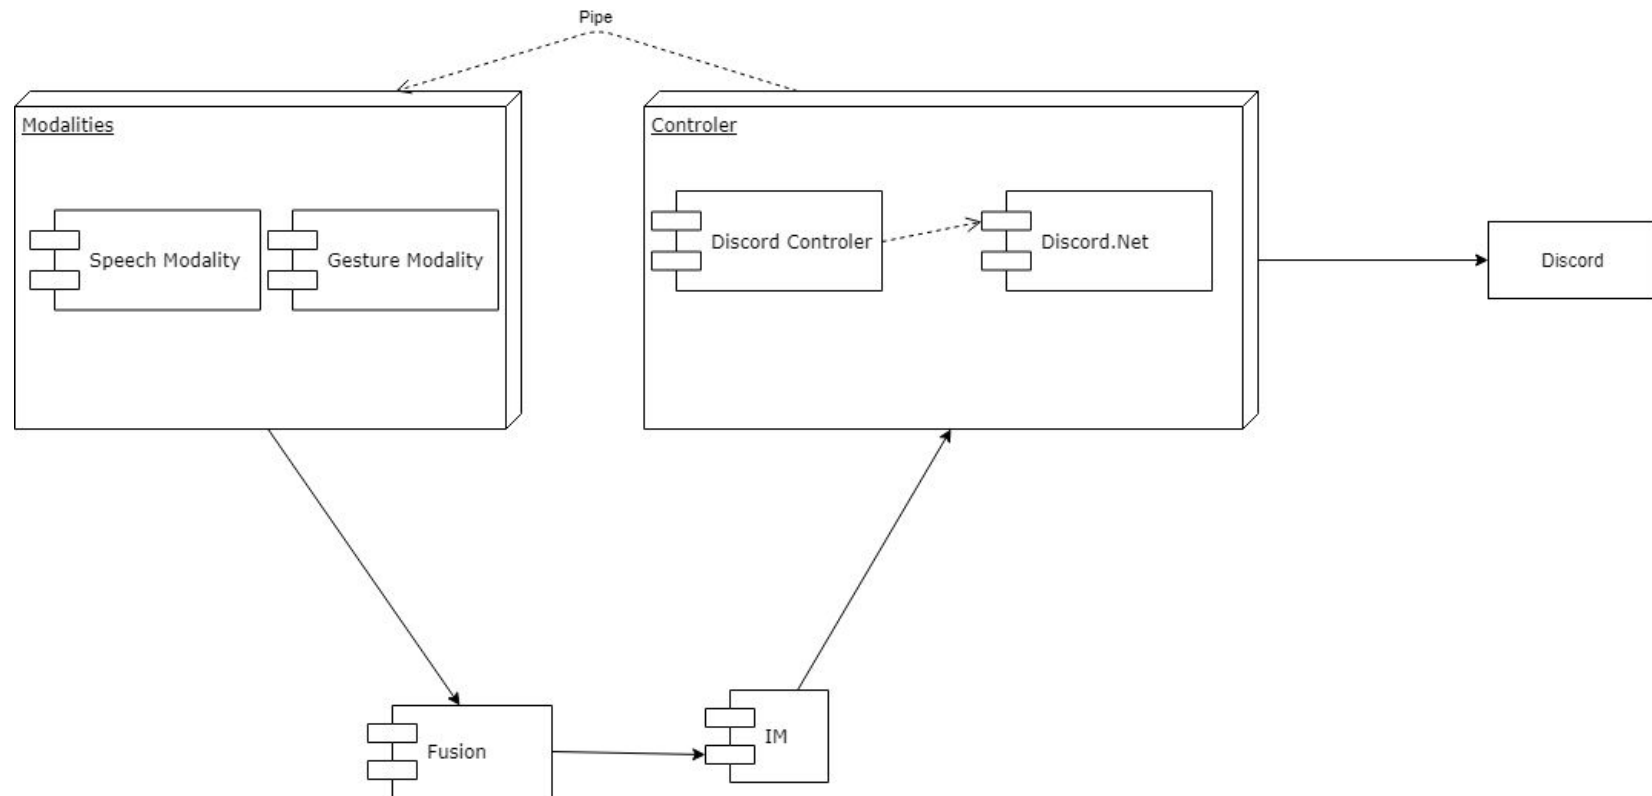 Pipe
Modalities
Controler
Speech Modality
Gesture Modality
Discord Controler
Discord.Net
Discord
Fusion
IM